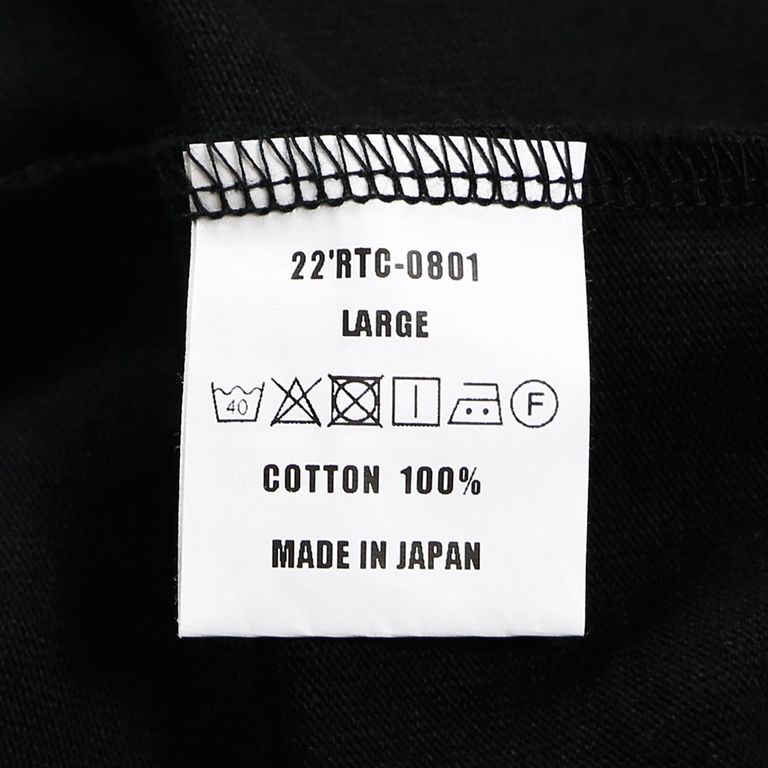 22'RTC-0801
LARGE
40 F
COTTON 100%
MADE IN JAPAN